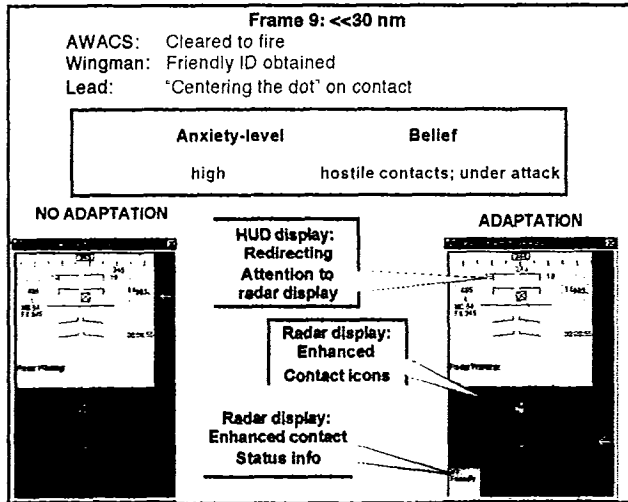 Frame 9: <<30 nm
AWACS: Cleared to fire
Wingman: Friendly ID obtained
Lead: "Centering the dot" on contact
Anxiety-level Belief
high hostile contacts; under attack
NO ADAPTATION
ADAPTATION
HUD display:
Redirecting
Attention to
radar display
Radar display:
Enhanced
Contact icons
Radar display:
Enhanced contact
Status info